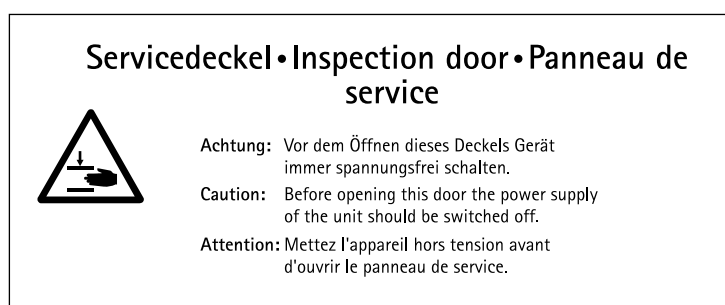 Servicedeckel • Inspection door • Panneau de
service
Achtung: Vor dem Öffnen dieses Deckels Gerät
immer spannungsfrei schalten.
Caution: Before opening this door the power supply
of the unit should be switched off.
Attention: Mettez l'appareil hors tension avant
d'ouvrir le panneau de service.